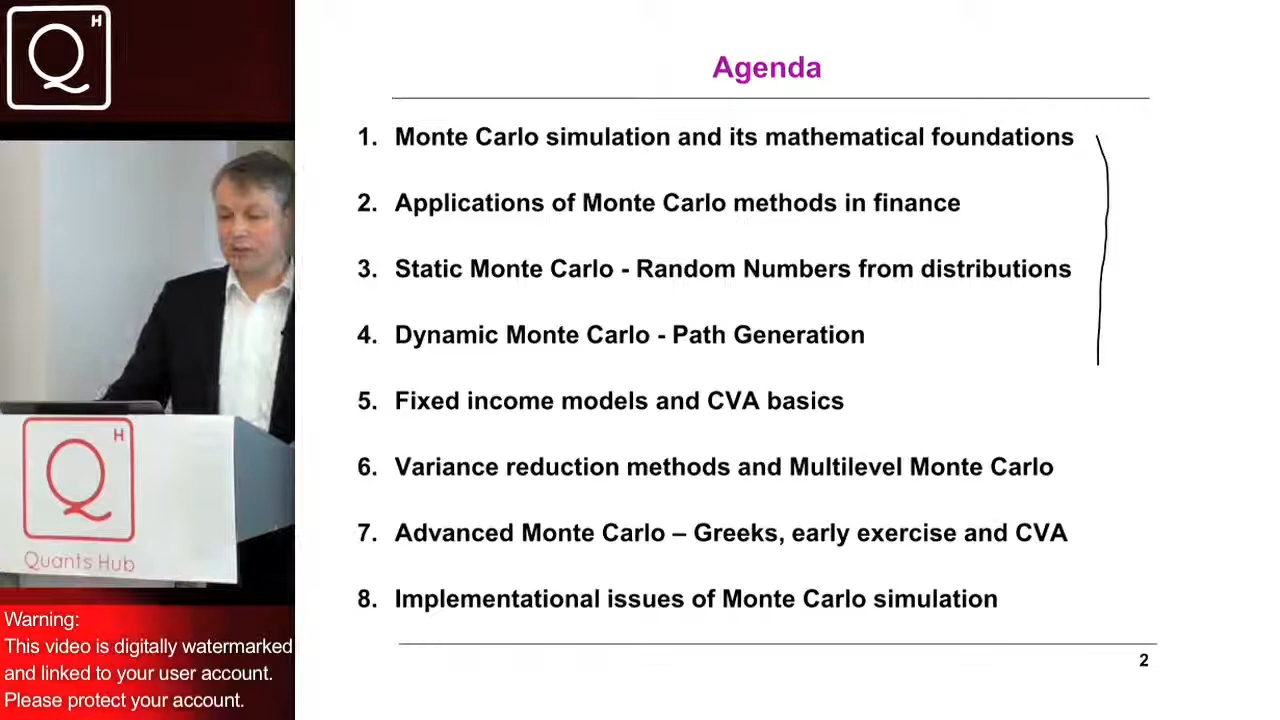 H
Q
Agenda
1. Monte Carlo simulation and its mathematical foundations
2. Applications of Monte Carlo methods in finance
3. Static Monte Carlo - Random Numbers from distributions
4. Dynamic Monte Carlo - Path Generation
5. Fixed income models and CVA basics
6. Variance reduction methods and Multilevel Monte Carlo
7. Advanced Monte Carlo – Greeks, early exercise and CVA
8. Implementational issues of Monte Carlo simulation
2
H
Q
Quants Hub
Warning:
This video is digitally watermarked
and linked to your user account.
Please protect your account.